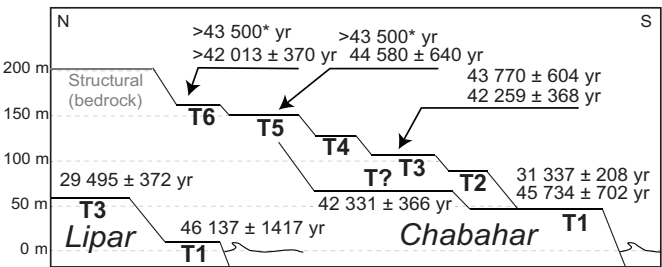 N S
>43 500* yr
>42 013 ± 370 yr
>43 500* yr
44 580 ± 640 yr
43 770 ± 604 yr
42 259 ± 368 yr
200 m
Structural
(bedrock)
150 m
T6
T5
T4
T3
100 m
T?
T2
31 337 ± 208 yr
45 734 ± 702 yr
29 495 ± 372 yr
50 m
T3
42 331 ± 366 yr
T1
46 137 ± 1417 yr
Lipar
Chabahar
0 m
T1